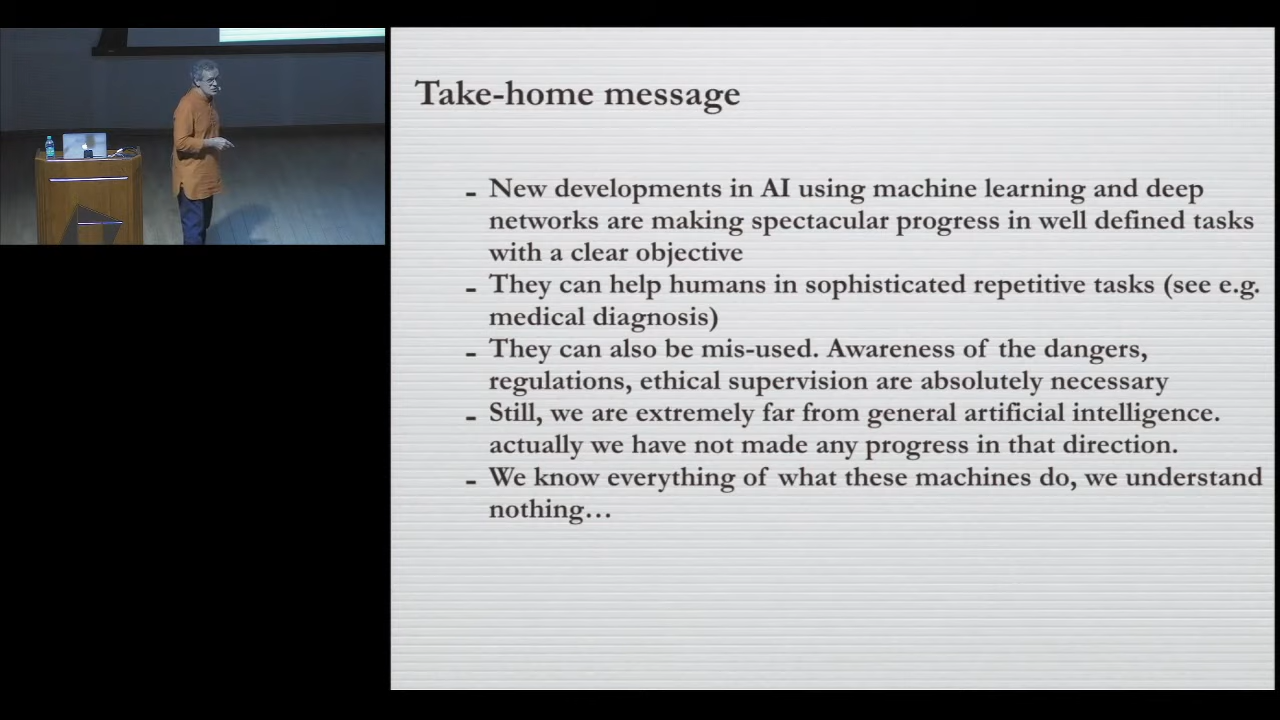 Take-home message
- New developments in AI using machine learning and deep
networks are making spectacular progress in well defined tasks
with a clear objective
- They can help humans in sophisticated repetitive tasks (see e.g.
medical diagnosis)
- They can also be mis-used. Awareness of the dangers,
regulations, ethical supervision are absolutely necessary
- Still, we are extremely far from general artificial intelligence.
actually we have not made any progress in that direction.
- We know everything of what these machines do, we understand
nothing…